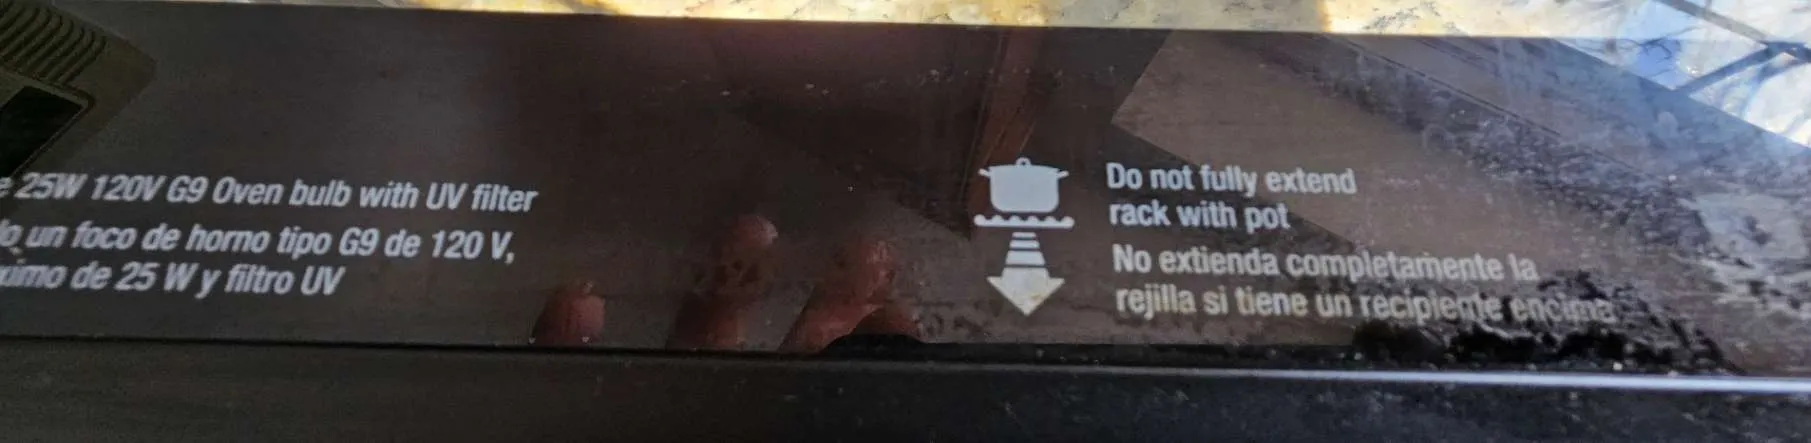 25W 120V G9 Oven bulb with UV filter
un foco de horno tipo G9 de 120 V,
de 25 W y filtro UV
Do not fully extend
rack with pot
No extienda completamente la
rejilla si tiene un recipiente encima